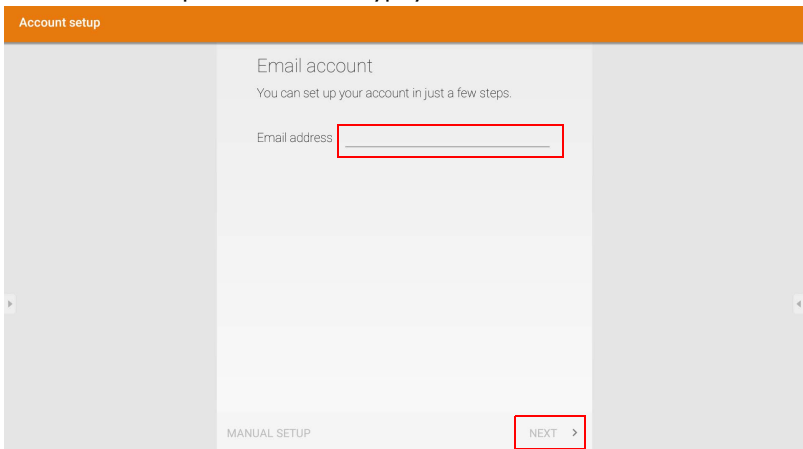 Account setup
Email account
You can set up your account in just a few steps.
Email address
MANUAL SETUP
NEXT >